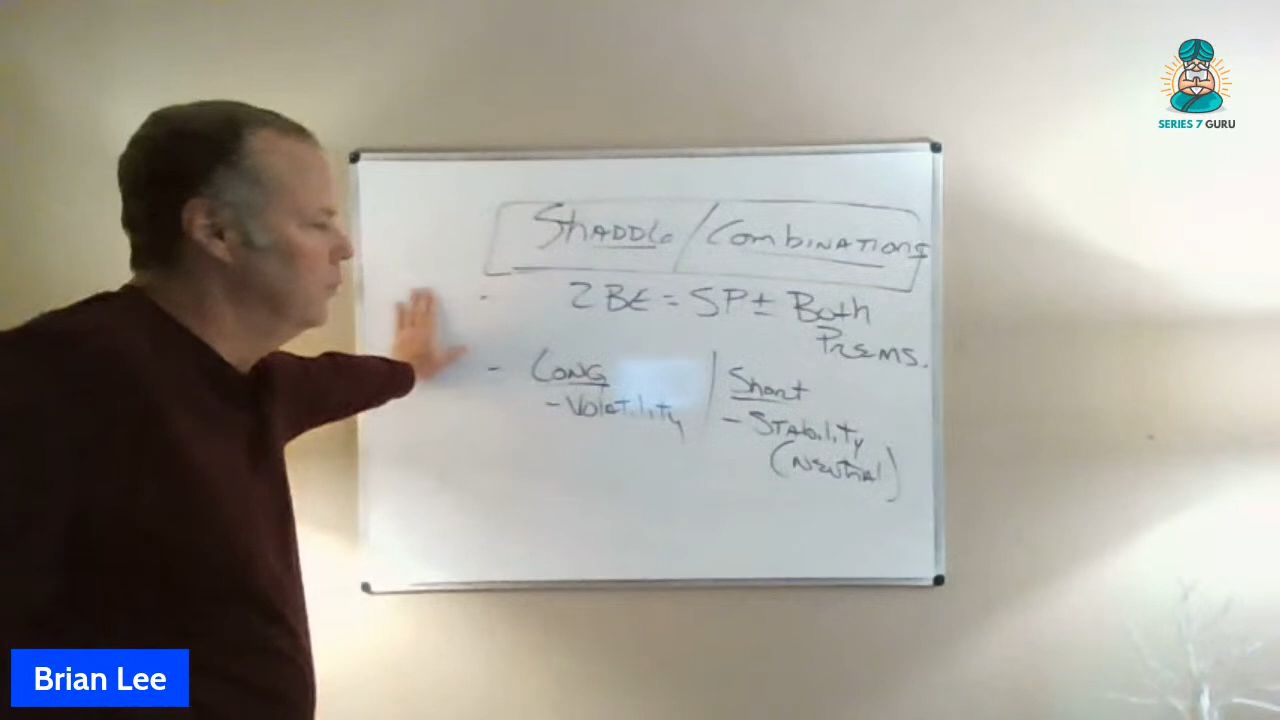 SERIES 7 GURU
Straddle / Combinations
- 2 BE = SP ± Both
Prems.
- Long
- Volatility
Short
- Stability
(Neutral)
Brian Lee